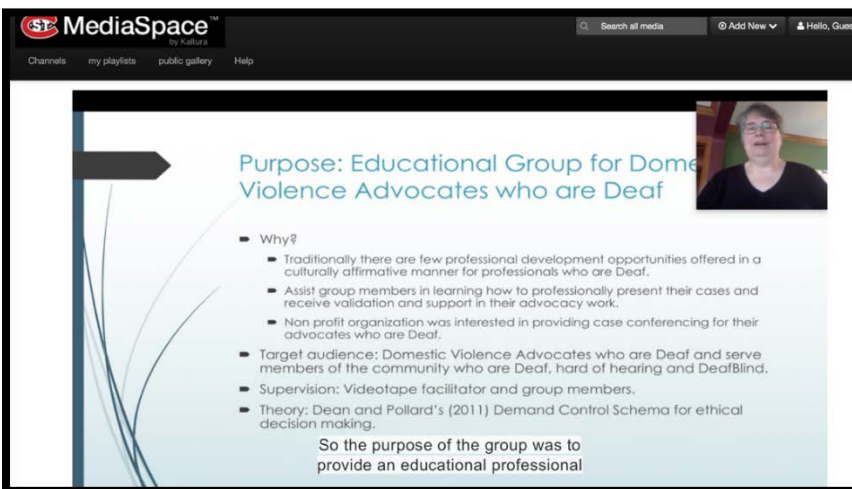 MediaSpace™
by Kaltura
Search all media
Add New
Hello, Gues
Channels my playlists public gallery Help
Purpose: Educational Group for Dome
Violence Advocates who are Deaf
Why?
Traditionally there are few professional development opportunities offered in a
culturally affirmative manner for professionals who are Deaf.
Assist group members in learning how to professionally present their cases and
receive validation and support in their advocacy work.
Non profit organization was interested in providing case conferencing for their
advocates who are Deaf.
Target audience: Domestic Violence Advocates who are Deaf and serve
members of the community who are Deaf, hard of hearing and DeafBlind.
Supervision: Videotape facilitator and group members.
Theory: Dean and Pollard's (2011) Demand Control Schema for ethical
decision making.
So the purpose of the group was to
provide an educational professional